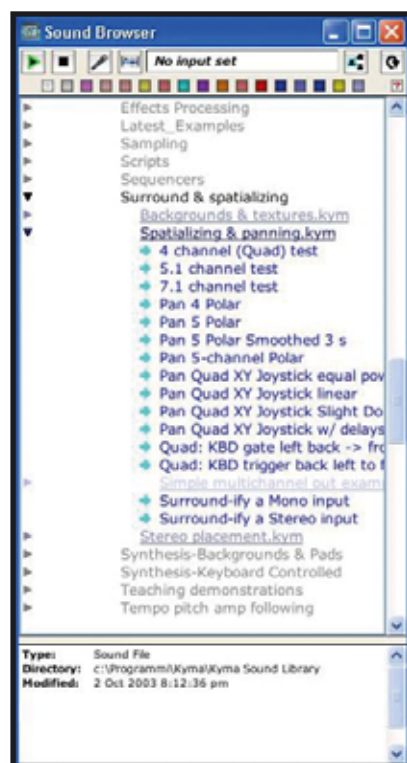 Sound Browser
No input set
?
Effects Processing
Latest_Examples
Sampling
Scripts
Sequencers
Surround & spatializing
Backgrounds & textures.kym
Spatializing & panning.kym
4 channel (Quad) test
5.1 channel test
7.1 channel test
Pan 4 Polar
Pan 5 Polar
Pan 5 Polar Smoothed 3 s
Pan 5-channel Polar
Pan Quad XY Joystick equal pow
Pan Quad XY Joystick linear
Pan Quad XY Joystick Slight Do
Pan Quad XY Joystick w/ delays
Quad: KBD gate left back -> fro
Quad: KBD trigger back left to f
Simple multichannel out exam
Surround-ify a Mono input
Surround-ify a Stereo input
Stereo placement.kym
Synthesis-Backgrounds & Pads
Synthesis-Keyboard Controlled
Teaching demonstrations
Tempo pitch amp following
Type: Sound File
Directory: c:\Programmi\Kyma\Kyma Sound Library
Modified: 2 Oct 2003 8:12:36 pm